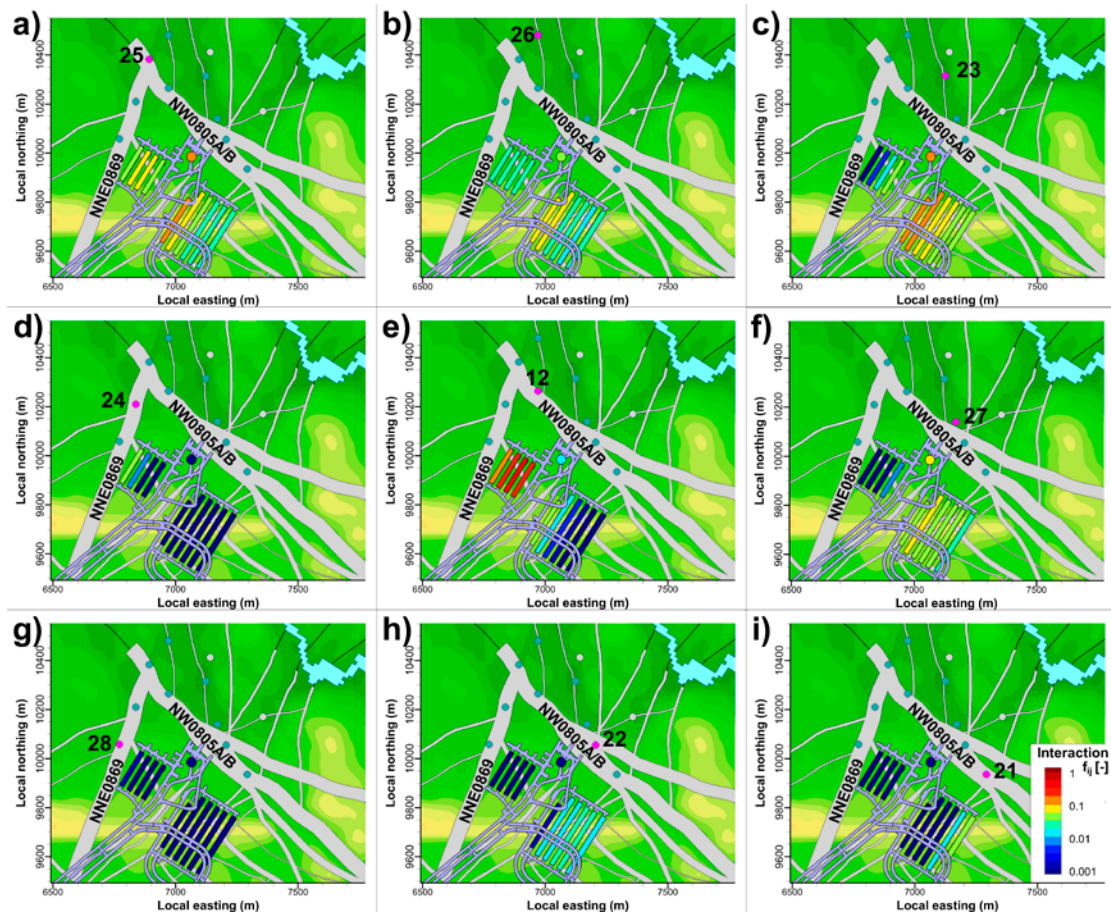 a)
25
NW0805A/B
NNE0869
Local northing (m)
10400
10200
10000
9800
9600
6500
7000
7500
Local easting (m)
b)
26
NW0805A/B
NNE0869
Local northing (m)
10400
10200
10000
9800
9600
6500
7000
7500
Local easting (m)
c)
23
NW0805A/B
NNE0869
Local northing (m)
10400
10200
10000
9800
9600
6500
7000
7500
Local easting (m)
d)
24
NW0805A/B
NNE0869
Local northing (m)
10400
10200
10000
9800
9600
6500
7000
7500
Local easting (m)
e)
12
NW0805A/B
NNE0869
Local northing (m)
10400
10200
10000
9800
9600
6500
7000
7500
Local easting (m)
f)
27
NW0805A/B
NNE0869
Local northing (m)
10400
10200
10000
9800
9600
6500
7000
7500
Local easting (m)
g)
28
NW0805A/B
NNE0869
Local northing (m)
10400
10200
10000
9800
9600
6500
7000
7500
Local easting (m)
h)
22
NW0805A/B
NNE0869
Local northing (m)
10400
10200
10000
9800
9600
6500
7000
7500
Local easting (m)
i)
21
NW0805A/B
NNE0869
Local northing (m)
10400
10200
10000
9800
9600
6500
7000
7500
Local easting (m)
Interaction
fij [-]
1
0.1
0.01
0.001